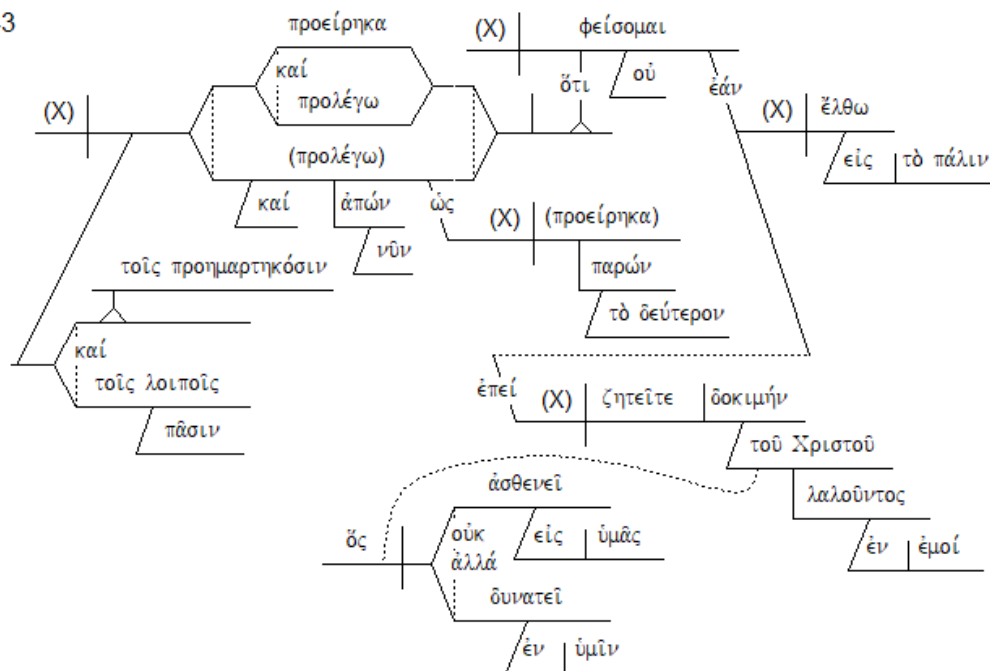 3
προείρηκα
(X) φείσομαι
καί
ὅτι
οὐ
ἐάν
προλέγω
(X)
(X) ἔλθω
(προλέγω)
εἰς τὸ πάλιν
καί
ἀπών
ὡς
(X) (προείρηκα)
νῦν
τοῖς προημαρτηκόσιν
παρών
τὸ δεύτερον
καί
τοῖς λοιποῖς
ἐπεί
(X) ζητεῖτε δοκιμήν
πᾶσιν
τοῦ Χριστοῦ
ἀσθενεῖ
λαλοῦντος
ὅς
οὐκ
εἰς ὑμᾶς
ἐν ἐμοί
ἀλλά
δυνατεῖ
ἐν ὑμῖν